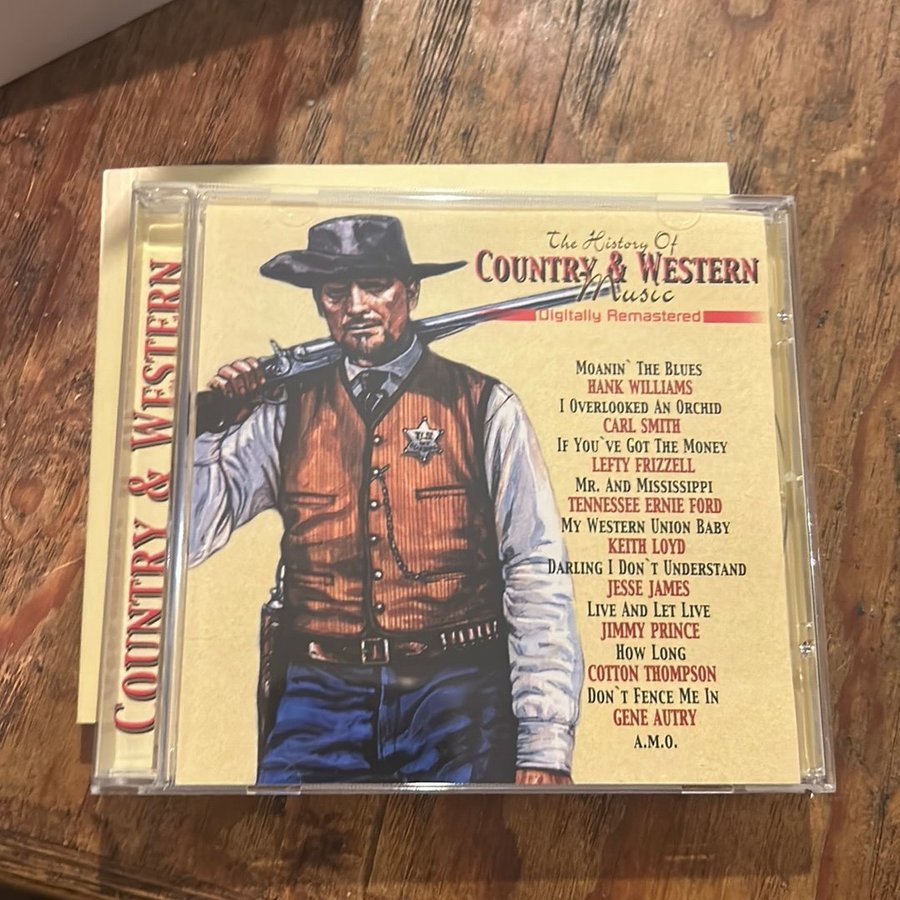 COUNTRY & WESTERN
The History Of
COUNTRY & WESTERN
Music
Digitally Remastered
MOANIN` THE BLUES
HANK WILLIAMS
I OVERLOOKED AN ORCHID
CARL SMITH
IF YOU`VE GOT THE MONEY
LEFTY FRIZZELL
MR. AND MISSISSIPPI
TENNESSEE ERNIE FORD
MY WESTERN UNION BABY
KEITH LOYD
DARLING I DON`T UNDERSTAND
JESSE JAMES
LIVE AND LET LIVE
JIMMY PRINCE
HOW LONG
COTTON THOMPSON
DON`T FENCE ME IN
GENE AUTRY
A.M.O.
U.S.